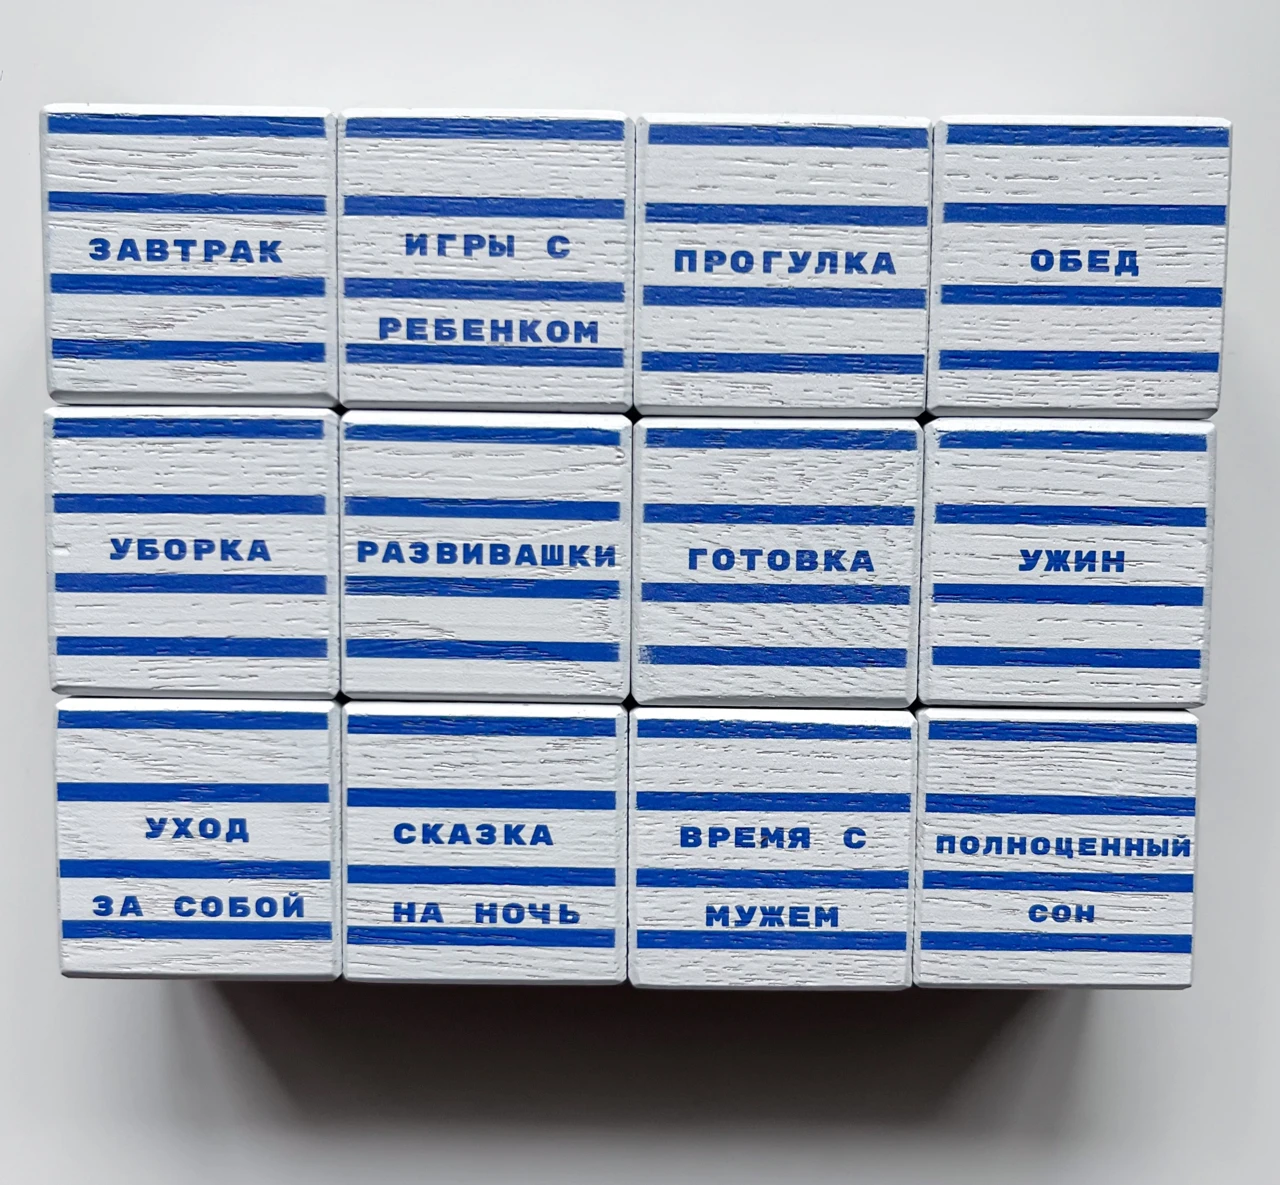 ЗАВТРАК
ИГРЫ С
РЕБЕНКОМ
ПРОГУЛКА
ОБЕД
УБОРКА
РАЗВИВАШКИ
ГОТОВКА
УЖИН
УХОД
ЗА СОБОЙ
СКАЗКА
НА НОЧЬ
ВРЕМЯ С
МУЖЕМ
ПОЛНОЦЕННЫЙ
СОН